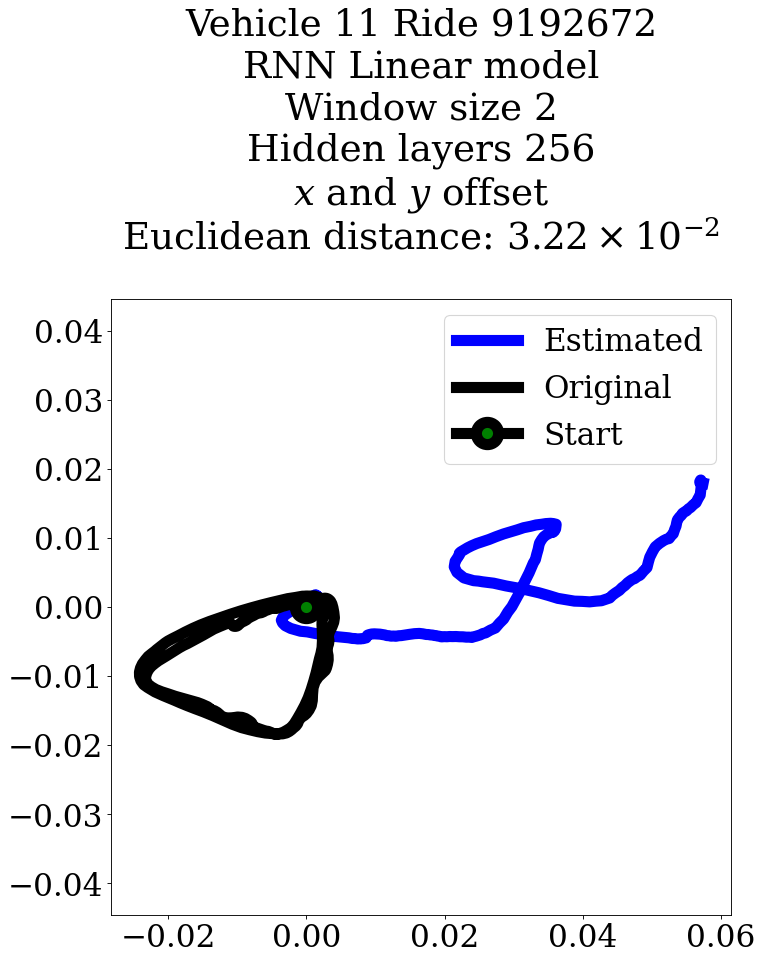 Vehicle 11 Ride 9192672
RNN Linear model
Window size 2
Hidden layers 256
x and y offset
Euclidean distance: 3.22 × 10⁻²
Estimated
Original
Start
0.04
0.03
0.02
0.01
0.00
−0.01
−0.02
−0.03
−0.04
−0.02 0.00 0.02 0.04 0.06